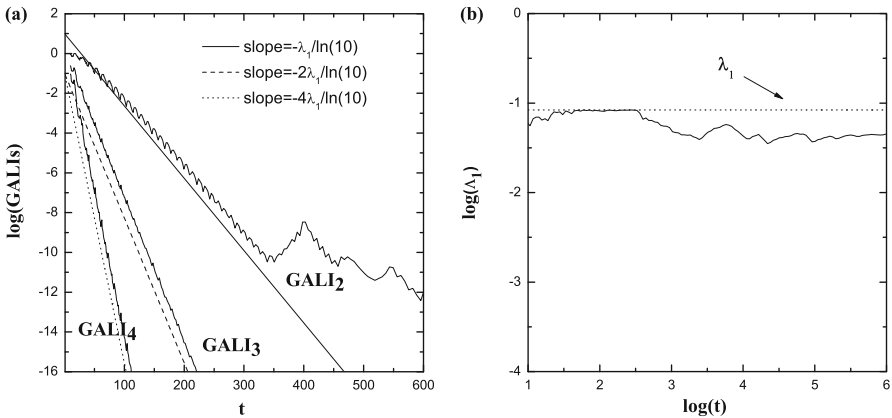 (a)
2
0
-2
-4
-6
-8
-10
-12
-14
-16
log(GALIs)
slope=-λ₁/ln(10)
slope=-2λ₁/ln(10)
slope=-4λ₁/ln(10)
GALI₂
GALI₄
GALI₃
100 200 300 400 500 600
t
(b)
0
-1
-2
-3
-4
log(Λ₁)
λ₁
1 2 3 4 5 6
log(t)